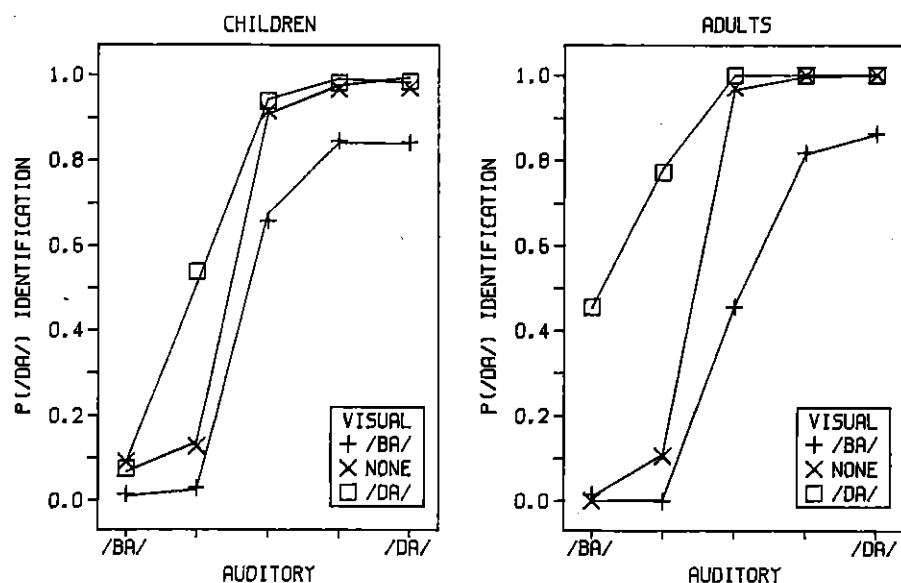 CHILDREN
P(/DA/) IDENTIFICATION
1.0
0.8
0.6
0.4
0.2
0.0
VISUAL
+ /BA/
× NONE
□ /DA/
/BA/
/DA/
AUDITORY
ADULTS
P(/DA/) IDENTIFICATION
1.0
0.8
0.6
0.4
0.2
0.0
VISUAL
+ /BA/
× NONE
□ /DA/
/BA/
/DA/
AUDITORY